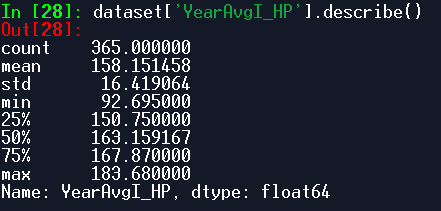 In [28]: dataset['YearAvgI_HP'].describe()
Out[28]:
count    365.000000
mean     158.151458
std       16.419064
min       92.695000
25%      150.750000
50%      163.159167
75%      167.870000
max      183.680000
Name: YearAvgI_HP, dtype: float64